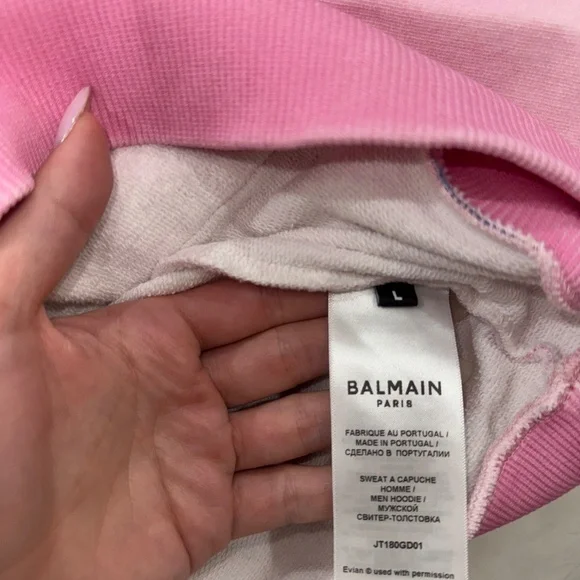 L
BALMAIN
PARIS
FABRIQUE AU PORTUGAL /
MADE IN PORTUGAL /
СДЕЛАНО В ПОРТУГАЛИИ
SWEAT A CAPUCHE
HOMME /
MEN HOODIE /
МУЖСКОЙ
СВИТЕР-ТОЛСТОВКА
JT180GD01
Evian © used with permission